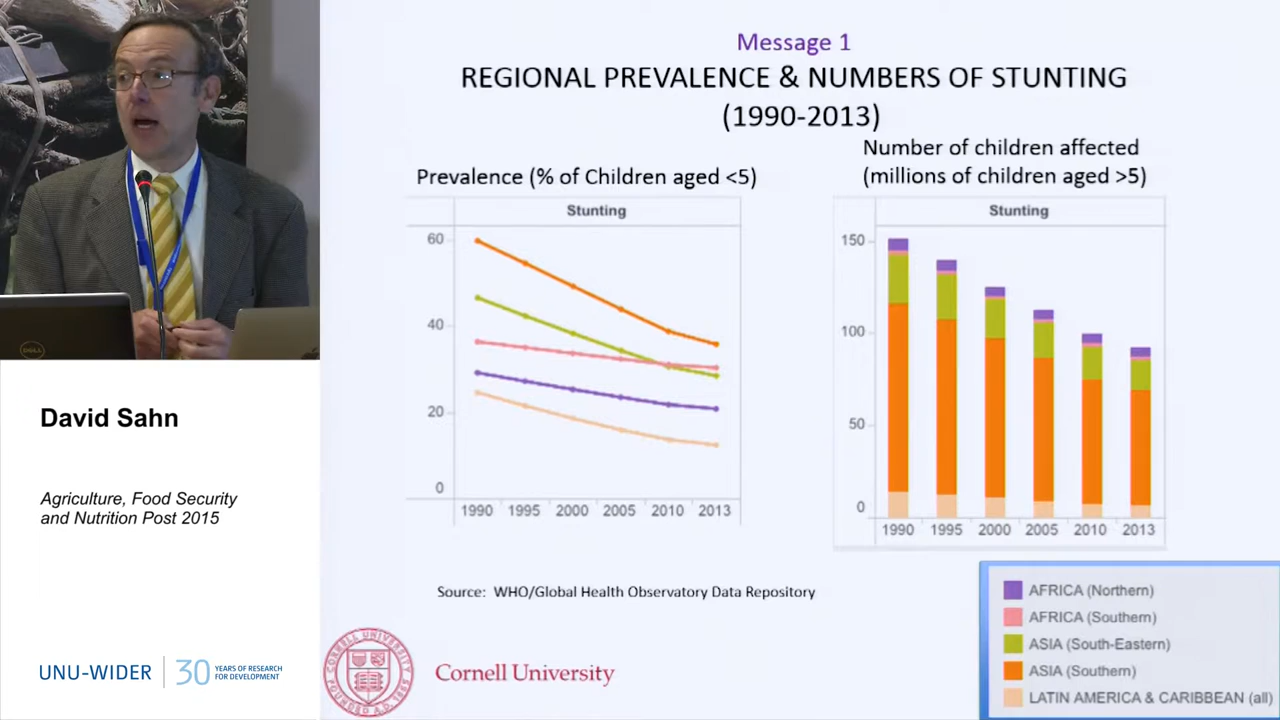 Message 1
REGIONAL PREVALENCE & NUMBERS OF STUNTING
(1990-2013)
Prevalence (% of Children aged <5)
Stunting
60
40
20
0
1990 1995 2000 2005 2010 2013
Number of children affected
(millions of children aged >5)
Stunting
150
100
50
0
1990 1995 2000 2005 2010 2013
Source: WHO/Global Health Observatory Data Repository
AFRICA (Northern)
AFRICA (Southern)
ASIA (South-Eastern)
ASIA (Southern)
LATIN AMERICA & CARIBBEAN (all)
Cornell University
DELL
David Sahn
Agriculture, Food Security
and Nutrition Post 2015
UNU-WIDER
30 YEARS OF RESEARCH
FOR DEVELOPMENT